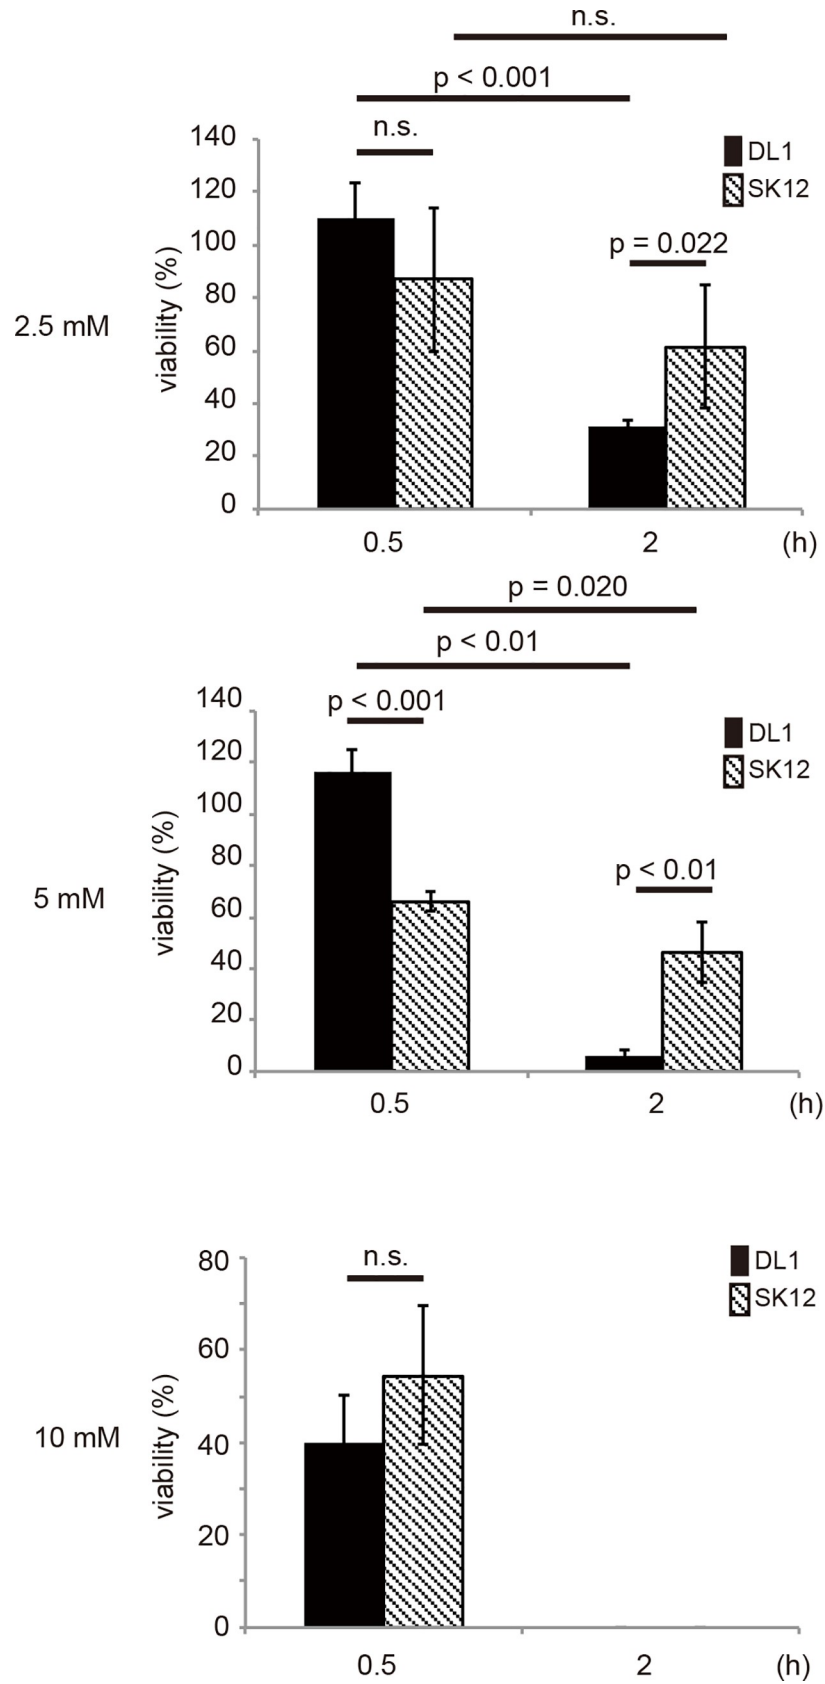 n.s.
p < 0.001
n.s.
140
120
100
80
60
40
20
0
viability (%)
2.5 mM
DL1
SK12
p = 0.022
0.5 2 (h)
p = 0.020
p < 0.01
p < 0.001
140
120
100
80
60
40
20
0
viability (%)
5 mM
DL1
SK12
p < 0.01
0.5 2 (h)
n.s.
80
60
40
20
0
viability (%)
10 mM
DL1
SK12
0.5 2 (h)